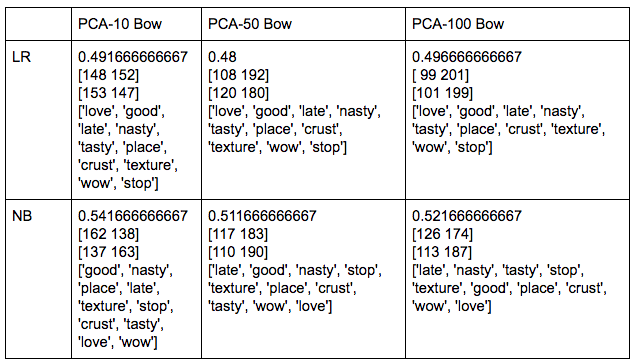 PCA-10 Bow
PCA-50 Bow
PCA-100 Bow
LR
0.491666666667
[148 152]
[153 147]
['love', 'good',
'late', 'nasty',
'tasty', 'place',
'crust', 'texture',
'wow', 'stop']
0.48
[108 192]
[120 180]
['love', 'good', 'late', 'nasty',
'tasty', 'place', 'crust',
'texture', 'wow', 'stop']
0.496666666667
[ 99 201]
[101 199]
['love', 'good', 'late', 'nasty',
'tasty', 'place', 'crust', 'texture',
'wow', 'stop']
NB
0.541666666667
[162 138]
[137 163]
['good', 'nasty',
'place', 'late',
'texture', 'stop',
'crust', 'tasty',
'love', 'wow']
0.511666666667
[117 183]
[110 190]
['late', 'good', 'nasty', 'stop',
'texture', 'place', 'crust',
'tasty', 'wow', 'love']
0.521666666667
[126 174]
[113 187]
['late', 'nasty', 'tasty', 'stop',
'texture', 'good', 'place', 'crust',
'wow', 'love']